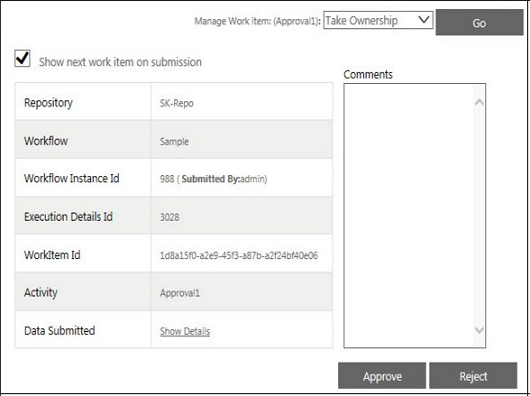 Manage Work item: (Approval1): Take Ownership Go
Show next work item on submission
Comments
Repository SK-Repo
Workflow Sample
Workflow Instance Id 988 ( Submitted By:admin)
Execution Details Id 3028
WorkItem Id 1d8a15f0-a2e9-45f3-a87b-a2f24bf40e06
Activity Approval1
Data Submitted Show Details
Approve Reject